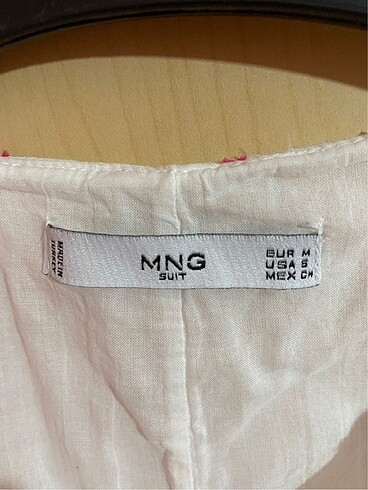 MADE IN
TURKEY
MNG
SUIT
EUR M
USA S
MEX CH